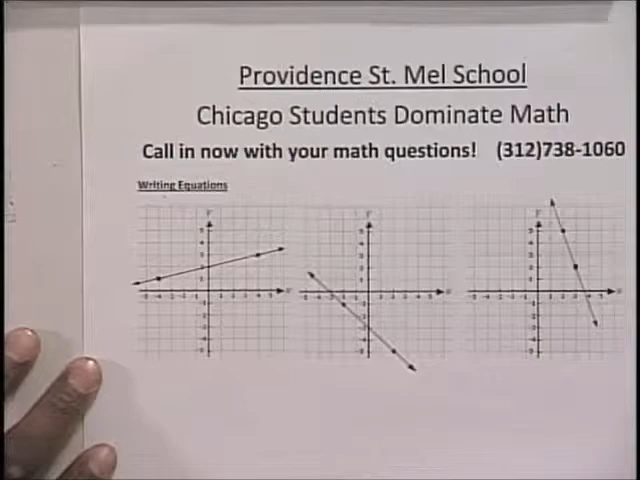 Providence St. Mel School
Chicago Students Dominate Math
Call in now with your math questions! (312)738-1060
Writing Equations